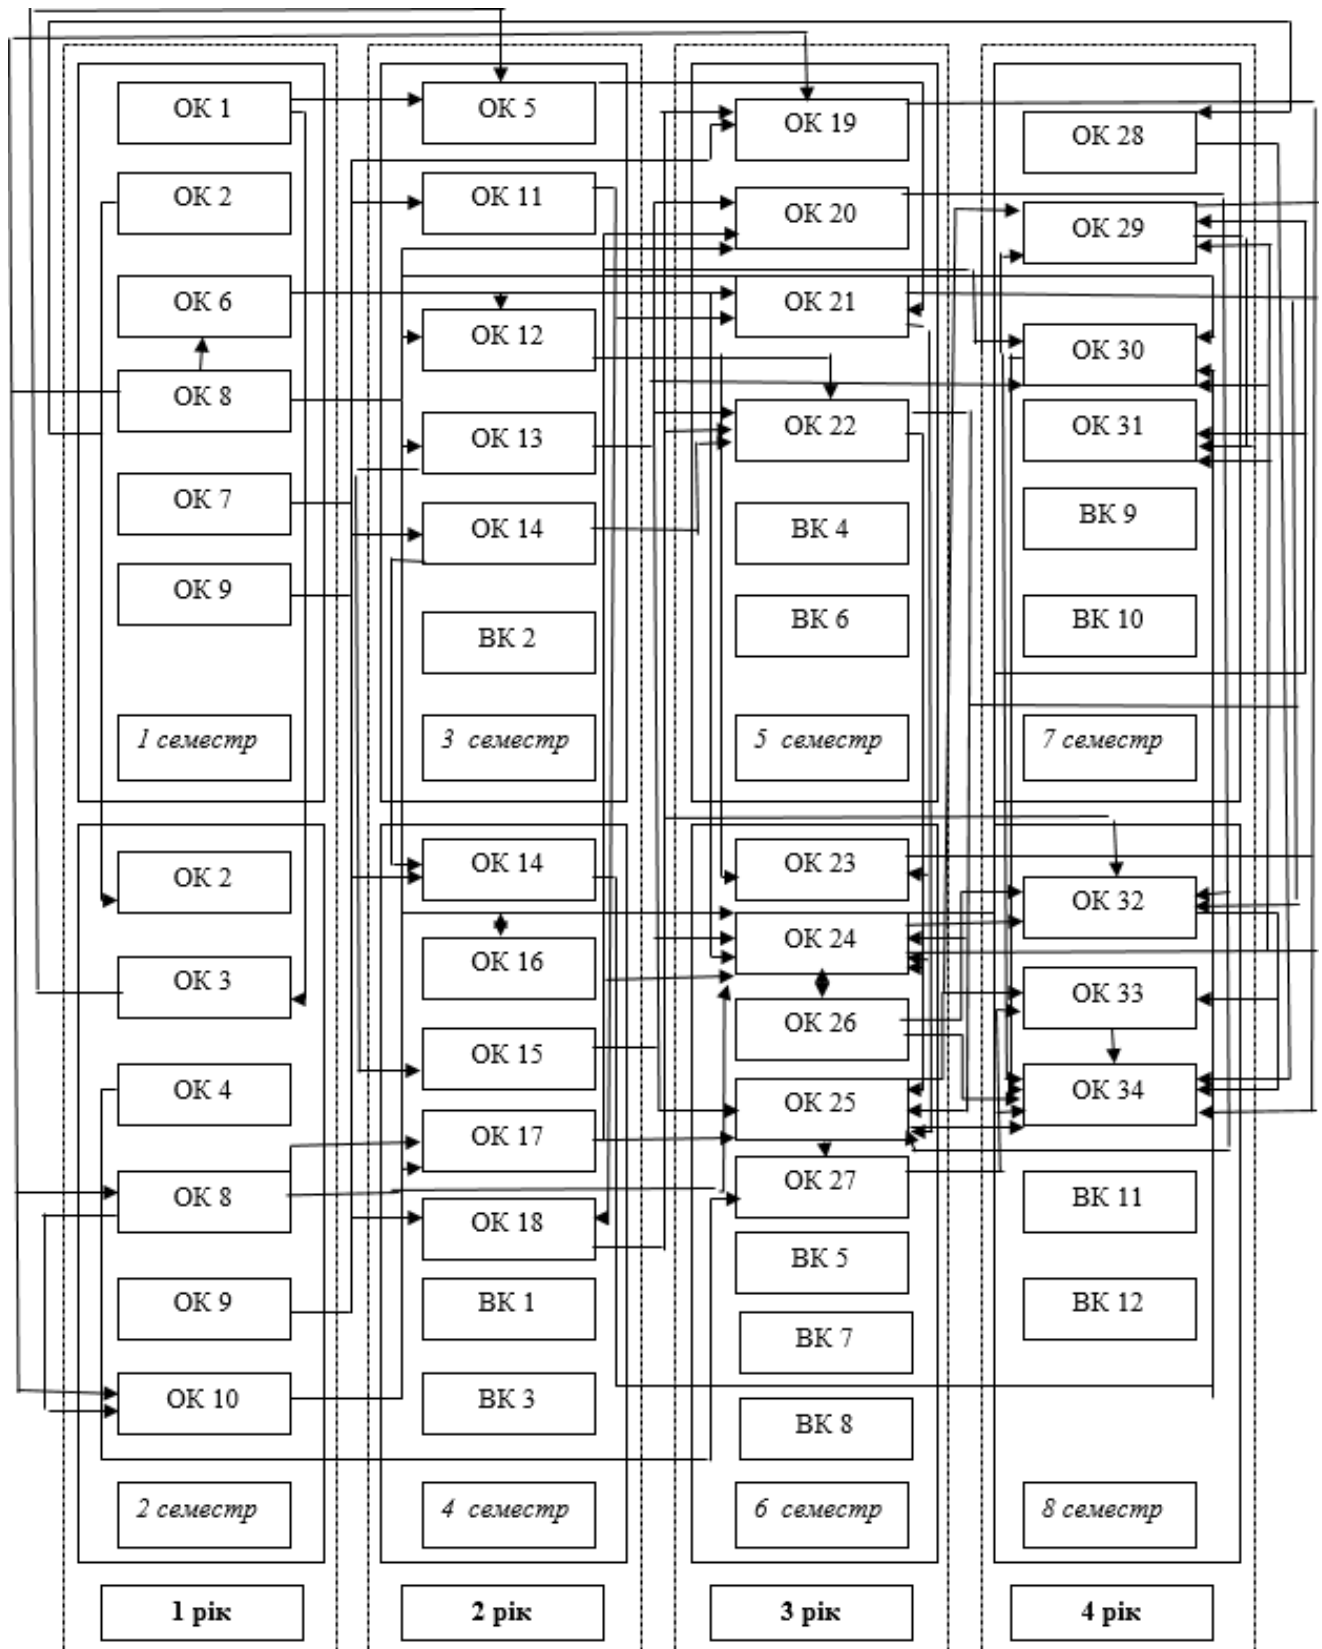 ОК 1
ОК 2
ОК 6
ОК 8
ОК 7
ОК 9
1 семестр
ОК 2
ОК 3
ОК 4
ОК 8
ОК 9
ОК 10
2 семестр
1 рік
ОК 5
ОК 11
ОК 12
ОК 13
ОК 14
ВК 2
3 семестр
ОК 14
ОК 16
ОК 15
ОК 17
ОК 18
ВК 1
ВК 3
4 семестр
2 рік
ОК 19
ОК 20
ОК 21
ОК 22
ВК 4
ВК 6
5 семестр
ОК 23
ОК 24
ОК 26
ОК 25
ОК 27
ВК 5
ВК 7
ВК 8
6 семестр
3 рік
ОК 28
ОК 29
ОК 30
ОК 31
ВК 9
ВК 10
7 семестр
ОК 32
ОК 33
ОК 34
ВК 11
ВК 12
8 семестр
4 рік